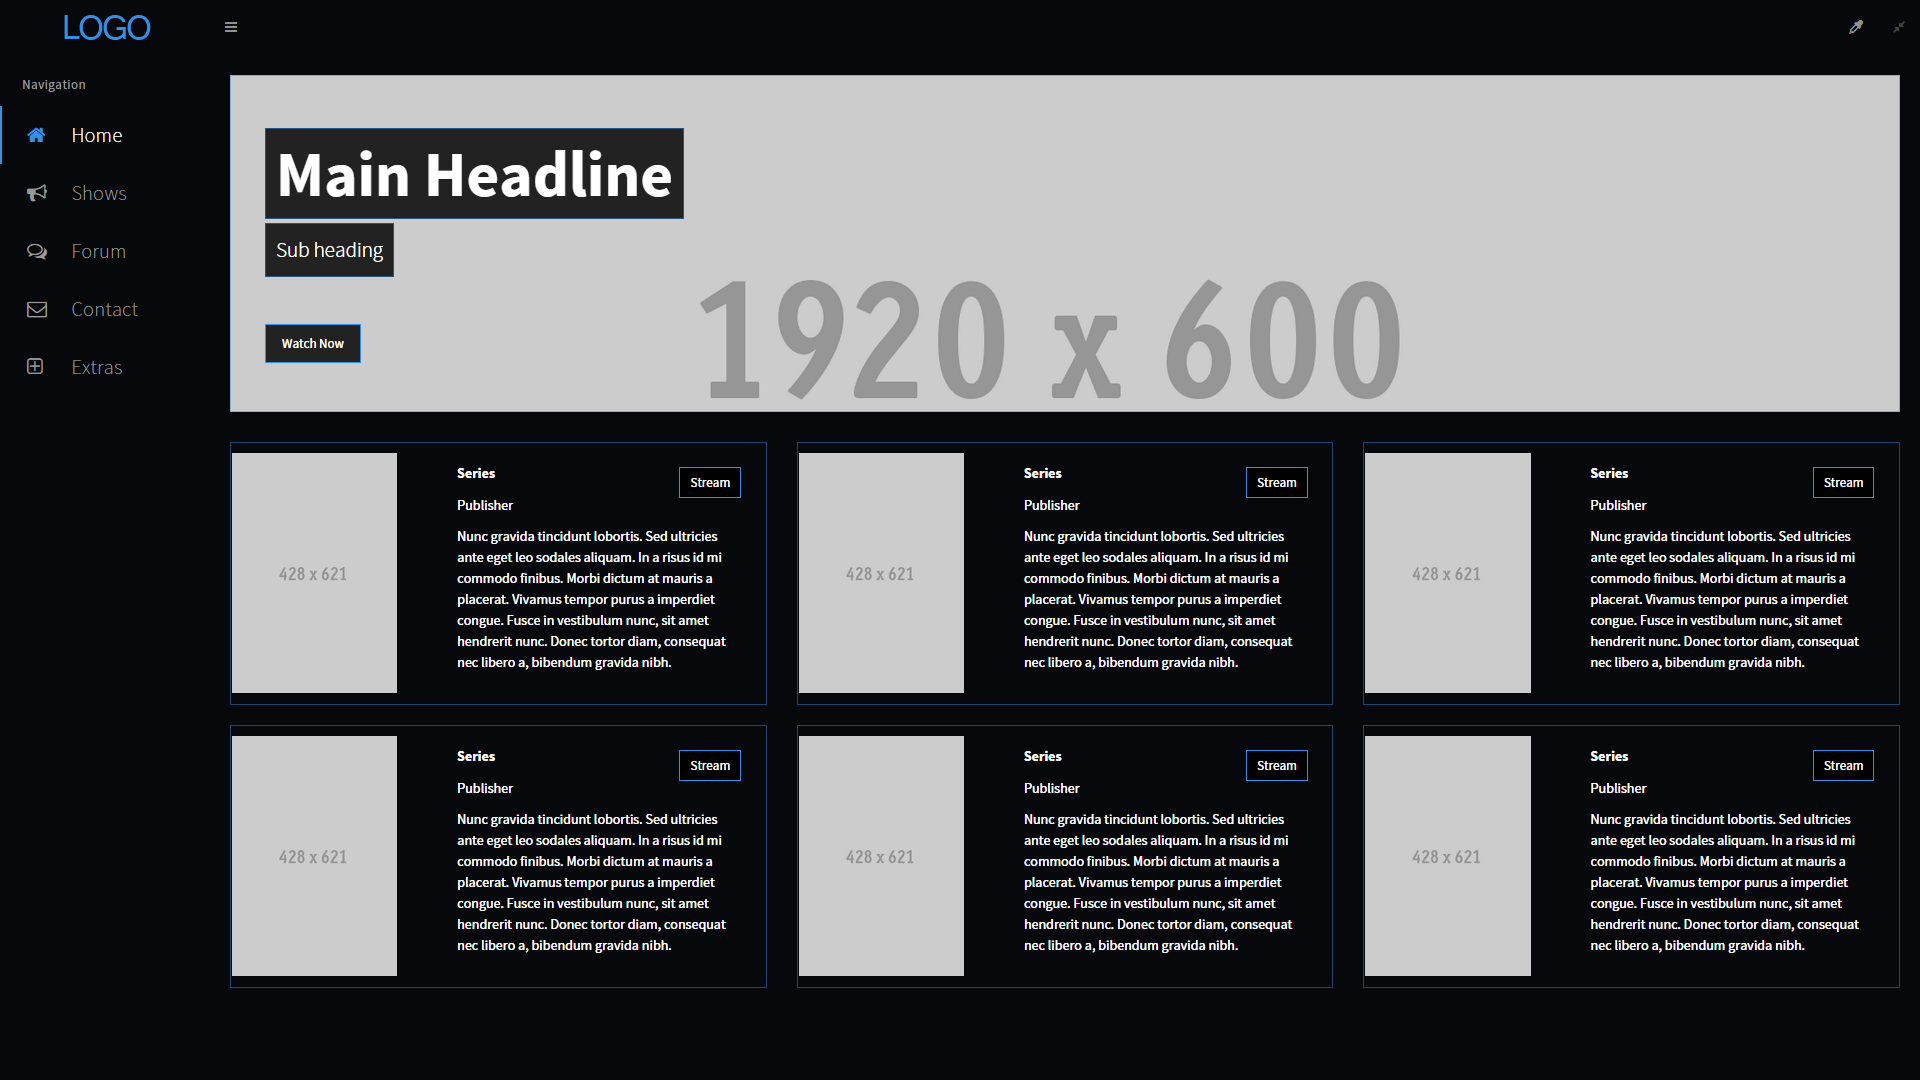 LOGO
Navigation
Home
Shows
Forum
Contact
Extras
Main Headline
Sub heading
Watch Now
1920 x 600
428 x 621
Series
Stream
Publisher
Nunc gravida tincidunt lobortis. Sed ultricies
ante eget leo sodales aliquam. In a risus id mi
commodo finibus. Morbi dictum at mauris a
placerat. Vivamus tempor purus a imperdiet
congue. Fusce in vestibulum nunc, sit amet
hendrerit nunc. Donec tortor diam, consequat
nec libero a, bibendum gravida nibh.
428 x 621
Series
Stream
Publisher
Nunc gravida tincidunt lobortis. Sed ultricies
ante eget leo sodales aliquam. In a risus id mi
commodo finibus. Morbi dictum at mauris a
placerat. Vivamus tempor purus a imperdiet
congue. Fusce in vestibulum nunc, sit amet
hendrerit nunc. Donec tortor diam, consequat
nec libero a, bibendum gravida nibh.
428 x 621
Series
Stream
Publisher
Nunc gravida tincidunt lobortis. Sed ultricies
ante eget leo sodales aliquam. In a risus id mi
commodo finibus. Morbi dictum at mauris a
placerat. Vivamus tempor purus a imperdiet
congue. Fusce in vestibulum nunc, sit amet
hendrerit nunc. Donec tortor diam, consequat
nec libero a, bibendum gravida nibh.
428 x 621
Series
Stream
Publisher
Nunc gravida tincidunt lobortis. Sed ultricies
ante eget leo sodales aliquam. In a risus id mi
commodo finibus. Morbi dictum at mauris a
placerat. Vivamus tempor purus a imperdiet
congue. Fusce in vestibulum nunc, sit amet
hendrerit nunc. Donec tortor diam, consequat
nec libero a, bibendum gravida nibh.
428 x 621
Series
Stream
Publisher
Nunc gravida tincidunt lobortis. Sed ultricies
ante eget leo sodales aliquam. In a risus id mi
commodo finibus. Morbi dictum at mauris a
placerat. Vivamus tempor purus a imperdiet
congue. Fusce in vestibulum nunc, sit amet
hendrerit nunc. Donec tortor diam, consequat
nec libero a, bibendum gravida nibh.
428 x 621
Series
Stream
Publisher
Nunc gravida tincidunt lobortis. Sed ultricies
ante eget leo sodales aliquam. In a risus id mi
commodo finibus. Morbi dictum at mauris a
placerat. Vivamus tempor purus a imperdiet
congue. Fusce in vestibulum nunc, sit amet
hendrerit nunc. Donec tortor diam, consequat
nec libero a, bibendum gravida nibh.